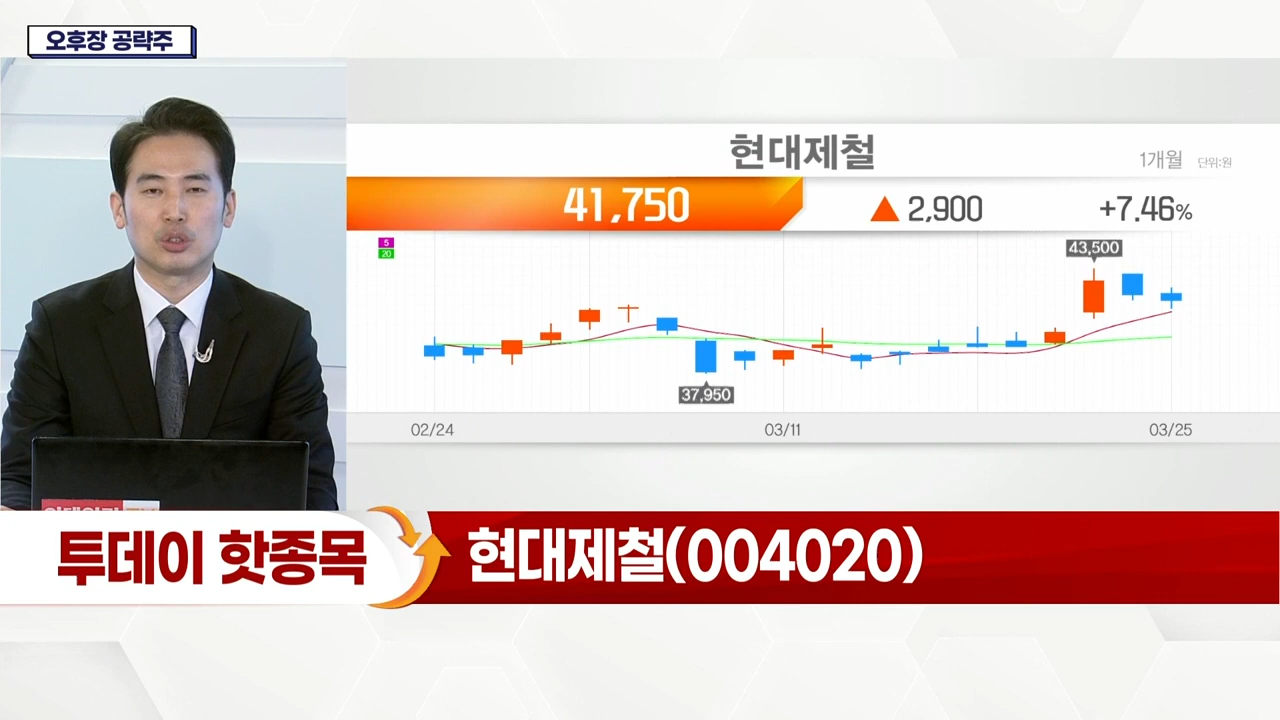 오후장 공략주
현대제철
1개월 단위:원
41,750
▲ 2,900
+7.46%
5
20
43,500
37,950
02/24
03/11
03/25
투데이 핫종목
현대제철(004020)